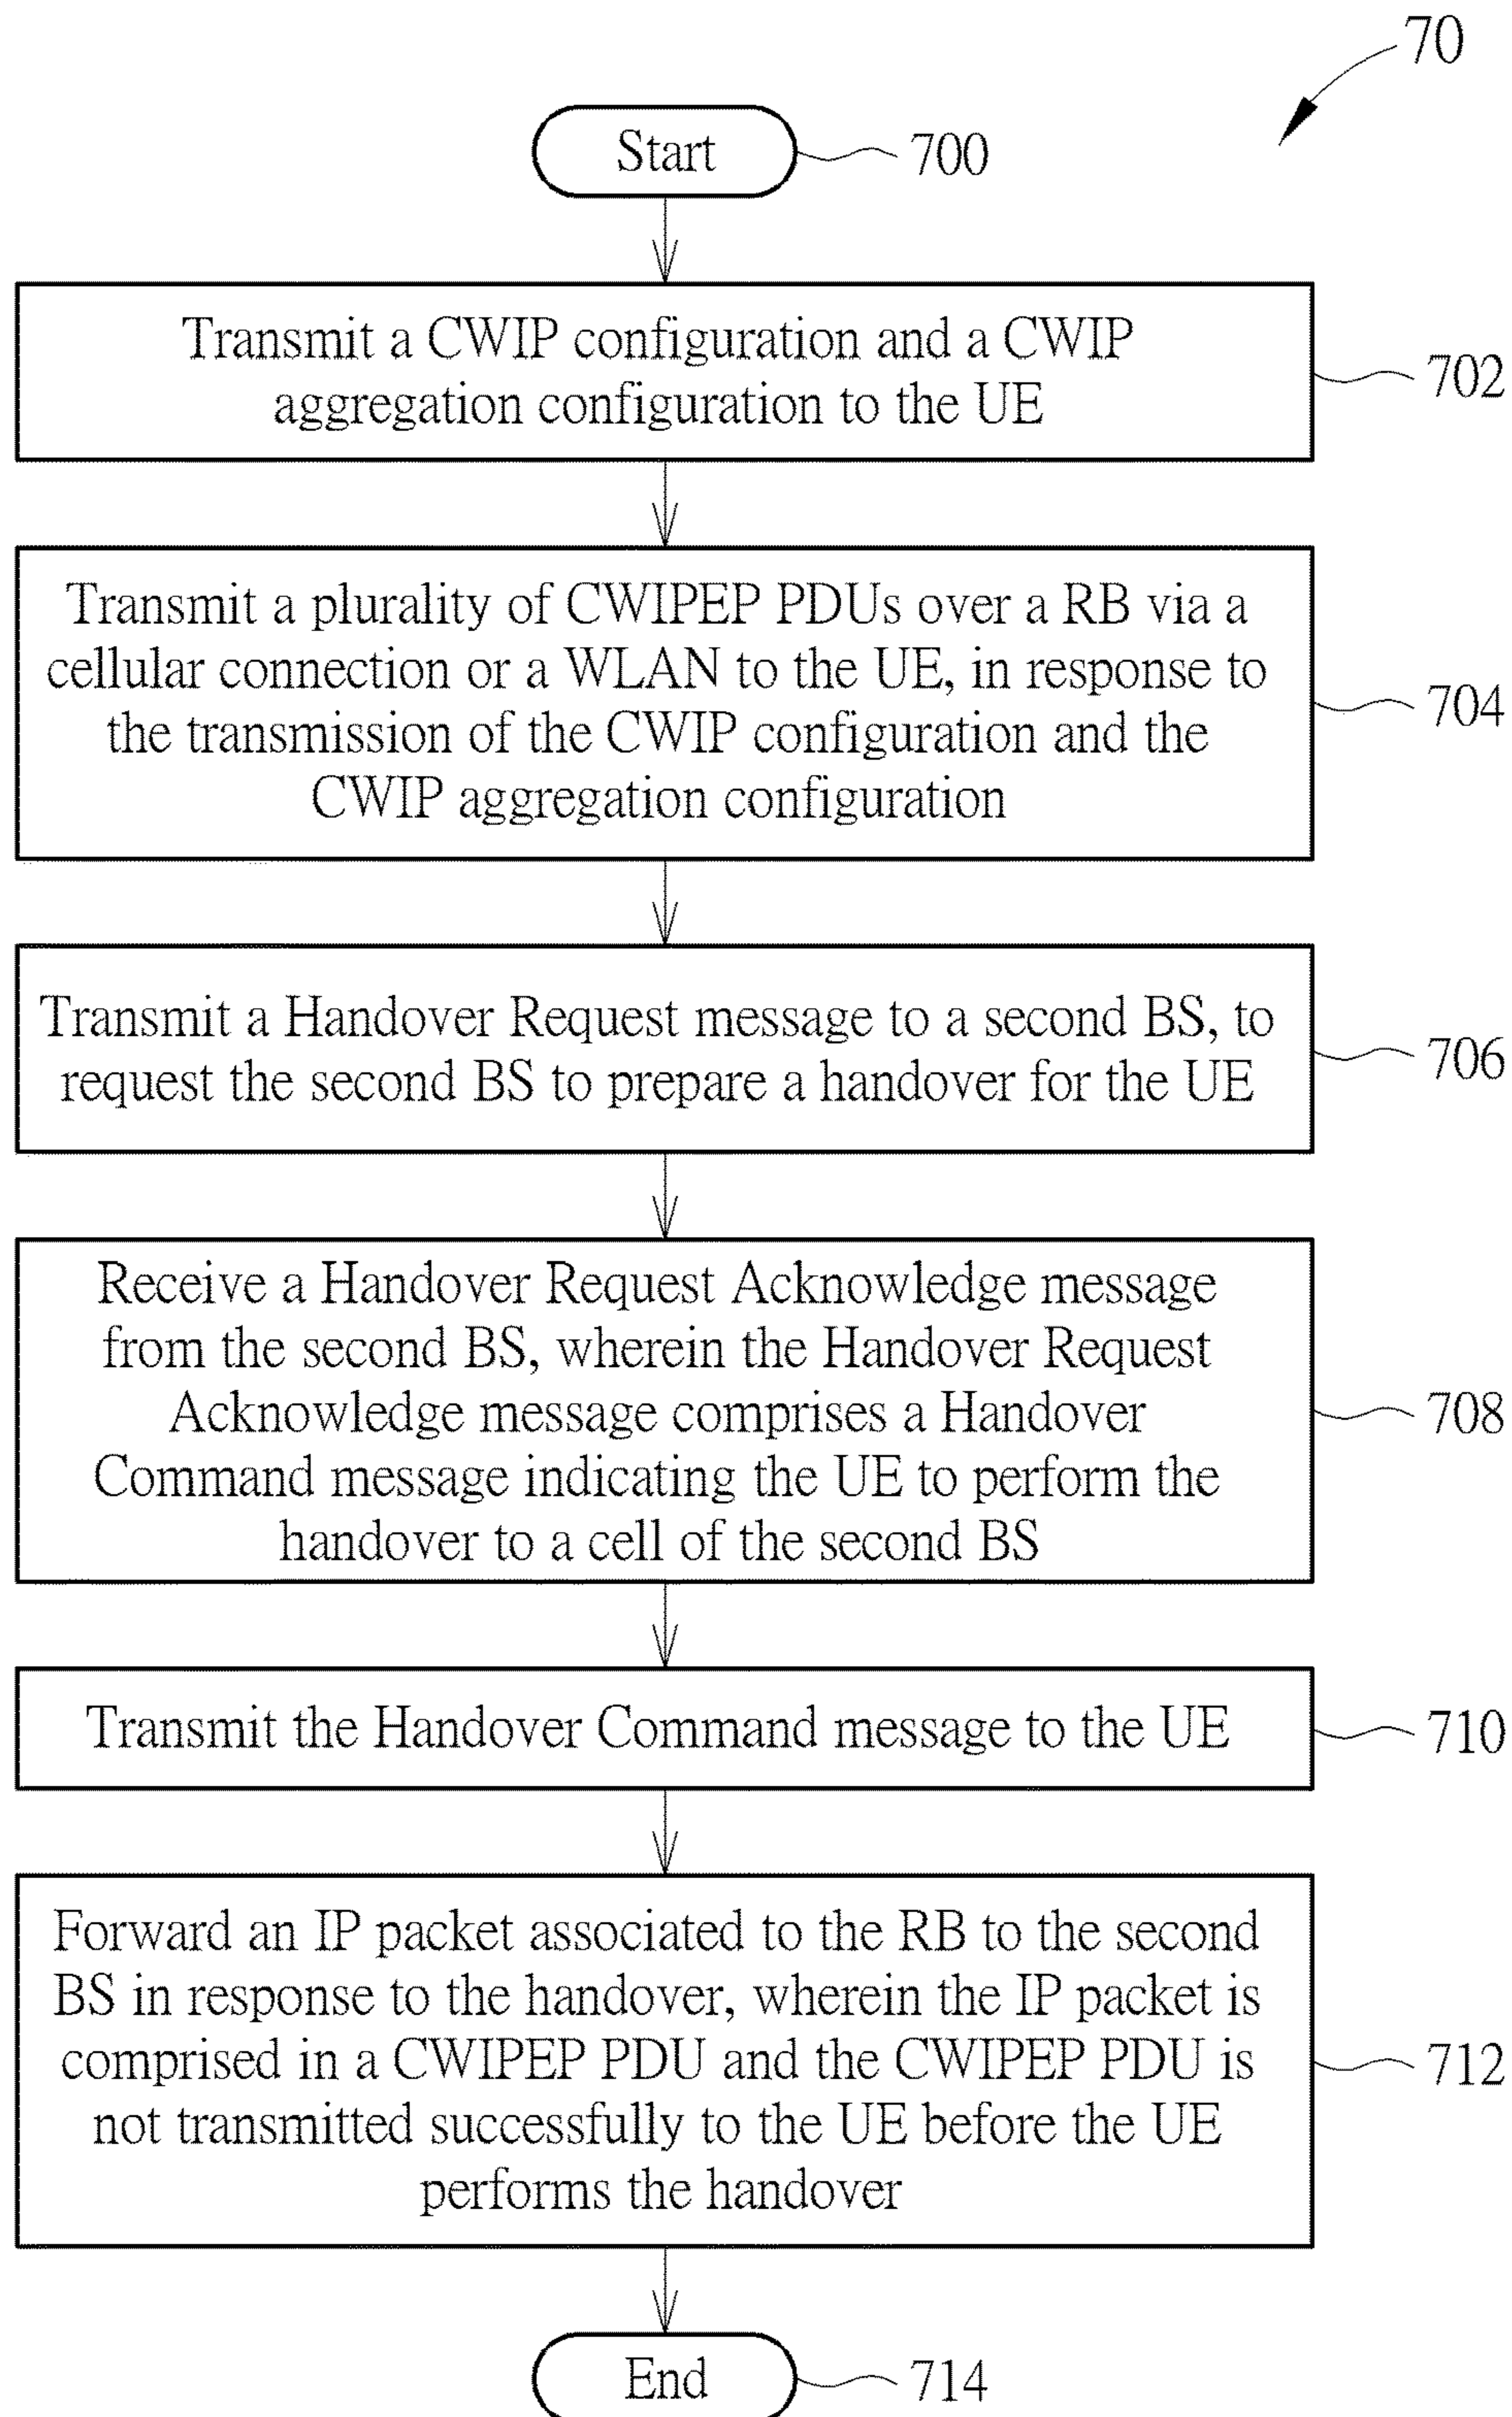 70
Start
700
Transmit a CWIP configuration and a CWIP
aggregation configuration to the UE
702
Transmit a plurality of CWIPEP PDUs over a RB via a
cellular connection or a WLAN to the UE, in response to
the transmission of the CWIP configuration and the
CWIP aggregation configuration
704
Transmit a Handover Request message to a second BS, to
request the second BS to prepare a handover for the UE
706
Receive a Handover Request Acknowledge message
from the second BS, wherein the Handover Request
Acknowledge message comprises a Handover
Command message indicating the UE to perform the
handover to a cell of the second BS
708
Transmit the Handover Command message to the UE
710
Forward an IP packet associated to the RB to the second
BS in response to the handover, wherein the IP packet is
comprised in a CWIPEP PDU and the CWIPEP PDU is
not transmitted successfully to the UE before the UE
performs the handover
712
End
714